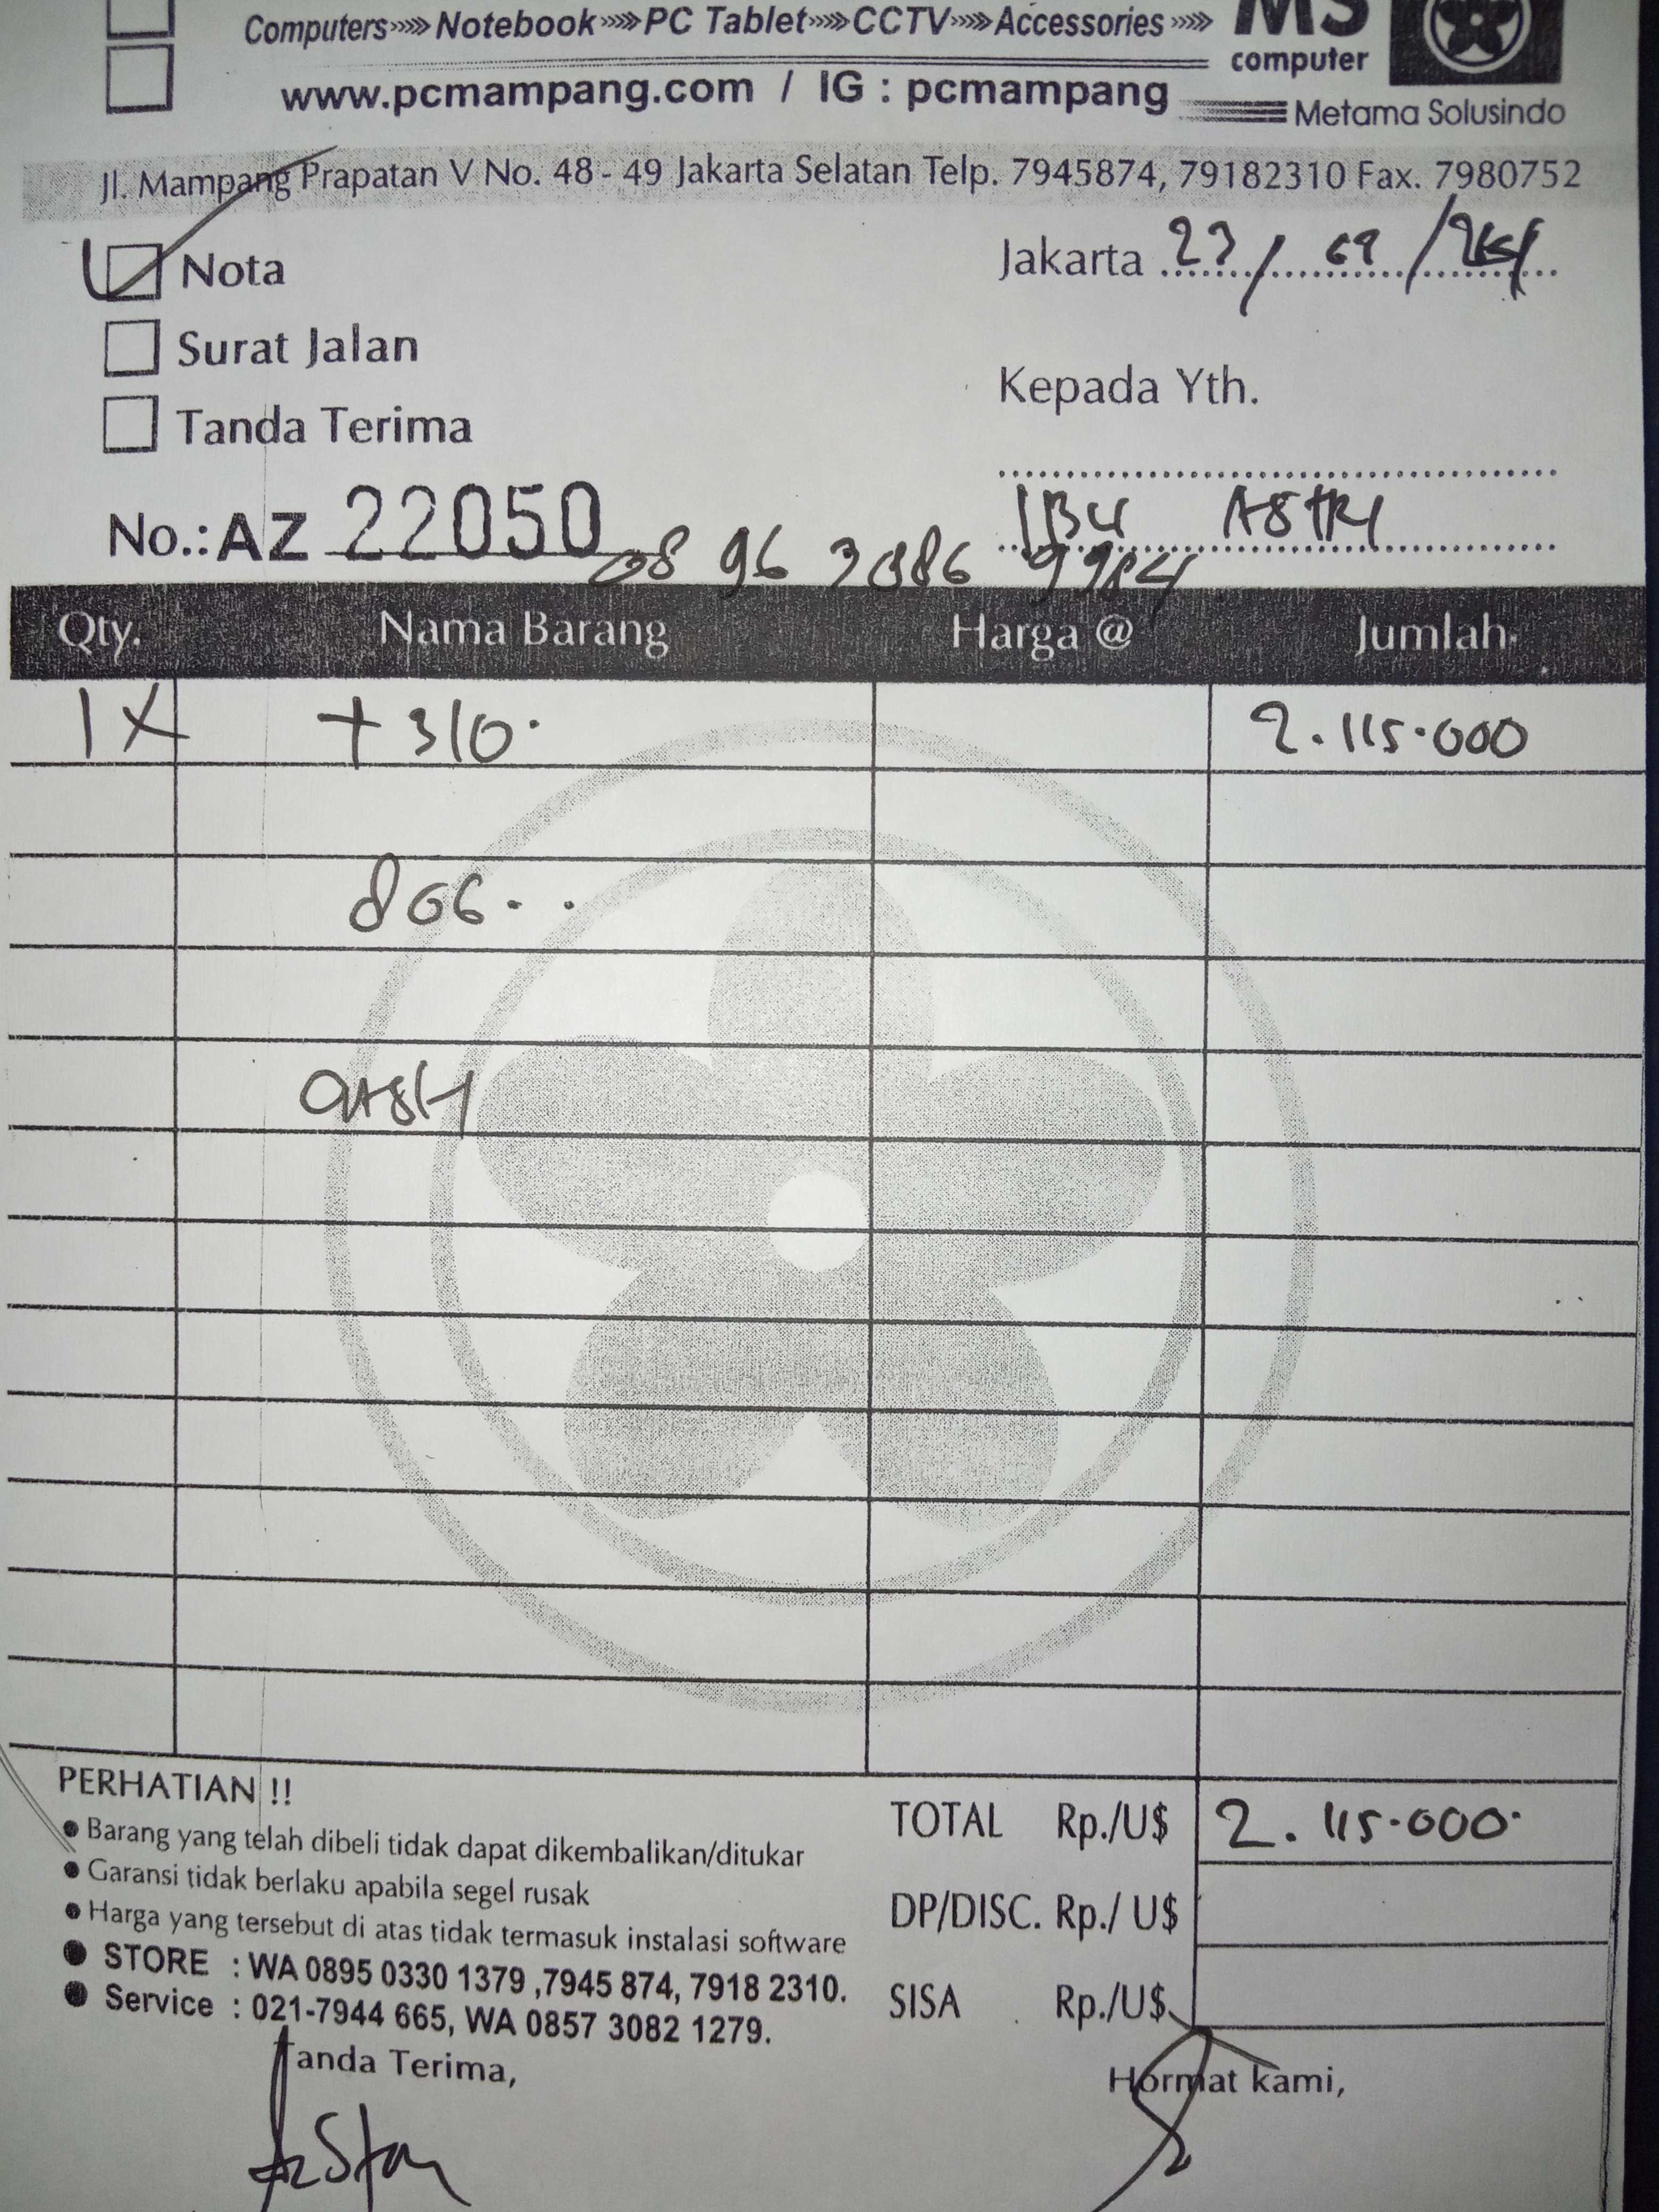 Computers»»» Notebook»»» PC Tablet»»» CCTV»»» Accessories »»» MS
computer
www.pcmampang.com / IG : pcmampang
Metama Solusindo
Jl. Mampang Prapatan V No. 48 - 49 Jakarta Selatan Telp. 7945874, 79182310 Fax. 7980752
Nota
Jakarta 23/09/
Surat Jalan
Kepada Yth.
Tanda Terima
No.: AZ 22050
IBU ASTRI
08 96 3086 9984
Qty. Nama Barang Harga @ Jumlah
1X T310. 2.115.000
806..
CASH
PERHATIAN !!
• Barang yang telah dibeli tidak dapat dikembalikan/ditukar
• Garansi tidak berlaku apabila segel rusak
• Harga yang tersebut di atas tidak termasuk instalasi software
• STORE : WA 0895 0330 1379 ,7945 874, 7918 2310.
• Service : 021-7944 665, WA 0857 3082 1279.
TOTAL Rp./U$ 2.115.000
DP/DISC. Rp./ U$
SISA Rp./U$
Tanda Terima,
Hormat kami,